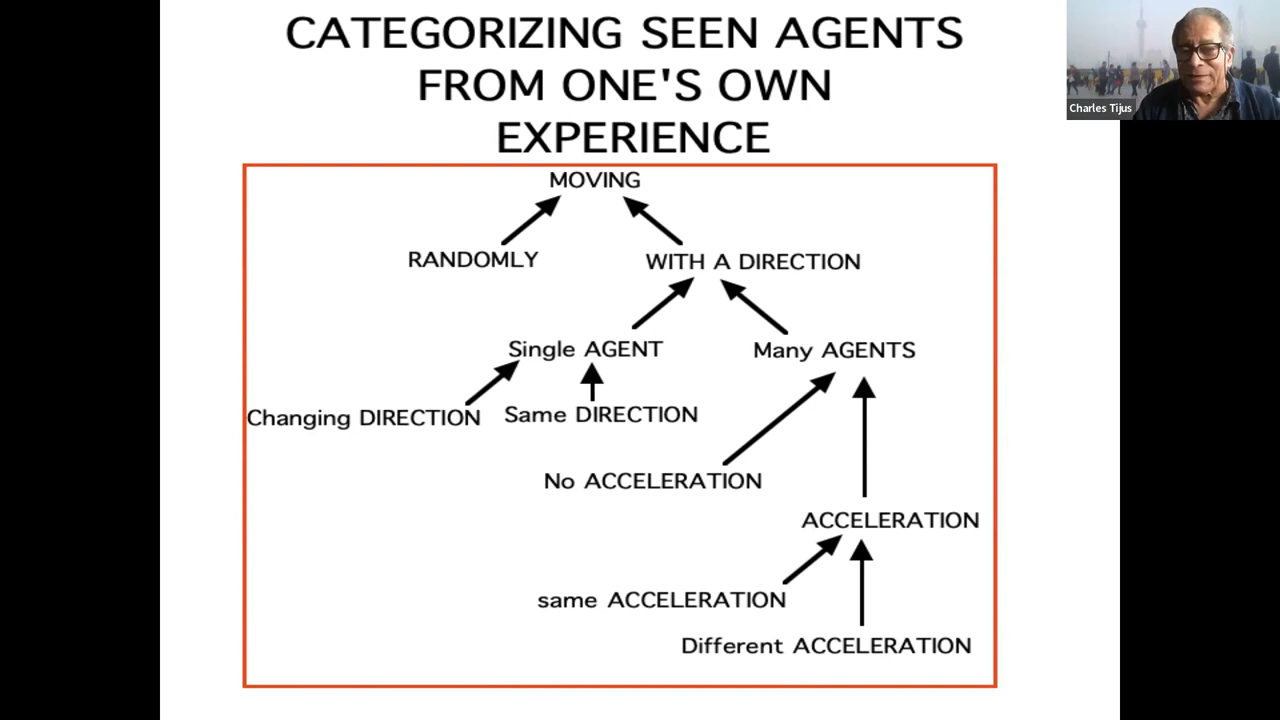 CATEGORIZING SEEN AGENTS
FROM ONE'S OWN
EXPERIENCE
Charles Tijus
MOVING
RANDOMLY
WITH A DIRECTION
Single AGENT
Many AGENTS
Changing DIRECTION
Same DIRECTION
No ACCELERATION
ACCELERATION
same ACCELERATION
Different ACCELERATION